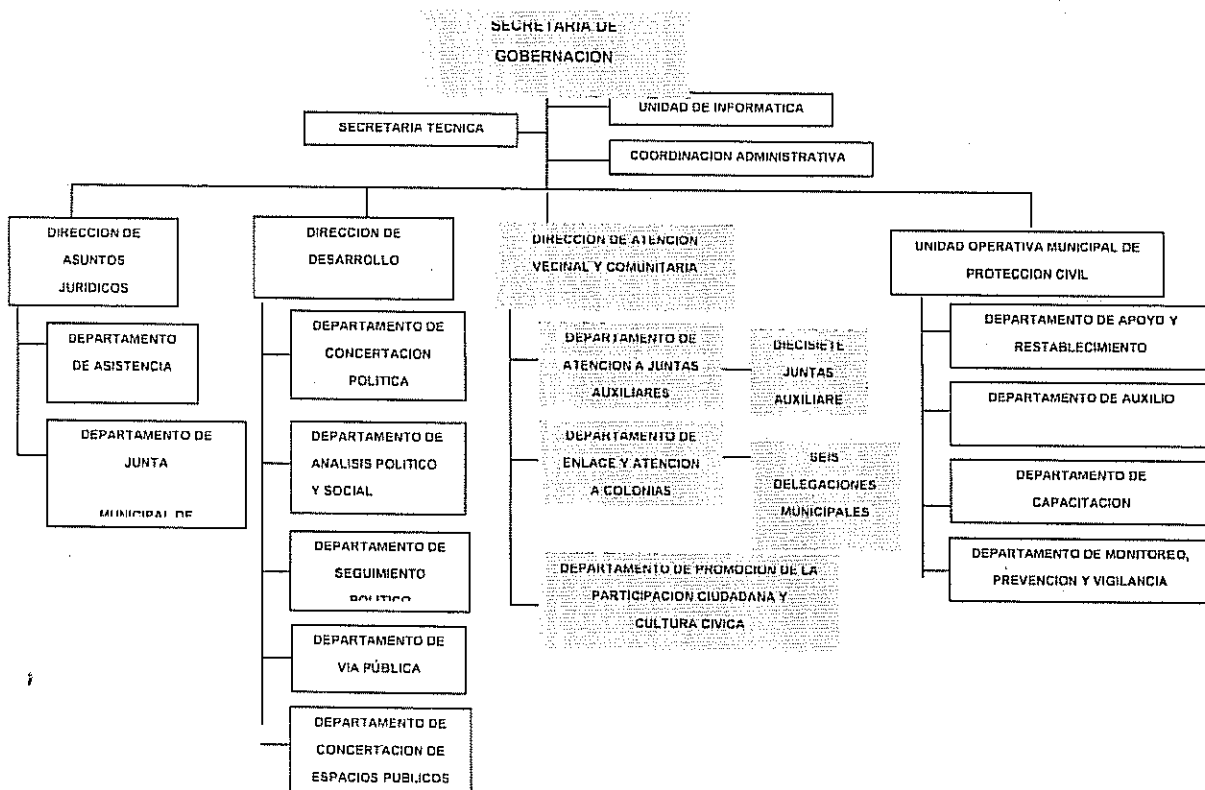 SECRETARIA DE
GOBERNACION
UNIDAD DE INFORMATICA
SECRETARIA TECNICA
COORDINACION ADMINISTRATIVA
DIRECCION DE
ASUNTOS
JURIDICOS
DEPARTAMENTO
DE ASISTENCIA
DEPARTAMENTO DE
JUNTA
MUNICIPAL DE
DIRECCION DE
DESARROLLO
DEPARTAMENTO DE
CONCERTACION
POLITICA
DEPARTAMENTO DE
ANALISIS POLITICO
Y SOCIAL
DEPARTAMENTO DE
SEGUIMIENTO
POLITICO
DEPARTAMENTO DE
VIA PÚBLICA
DEPARTAMENTO DE
CONCERTACION DE
ESPACIOS PUBLICOS
DIRECCION DE ATENCION
VECINAL Y COMUNITARIA
DEPARTAMENTO DE
ATENCION A JUNTAS
AUXILIARES
DIECISIETE
JUNTAS
AUXILIARE
DEPARTAMENTO DE
ENLACE Y ATENCION
A COLONIAS
SEIS
DELEGACIONES
MUNICIPALES
DEPARTAMENTO DE PROMOCION DE LA
PARTICIPACION CIUDADANA Y
CULTURA CIVICA
UNIDAD OPERATIVA MUNICIPAL DE
PROTECCION CIVIL
DEPARTAMENTO DE APOYO Y
RESTABLECIMIENTO
DEPARTAMENTO DE AUXILIO
DEPARTAMENTO DE
CAPACITACION
DEPARTAMENTO DE MONITOREO,
PREVENCION Y VIGILANCIA